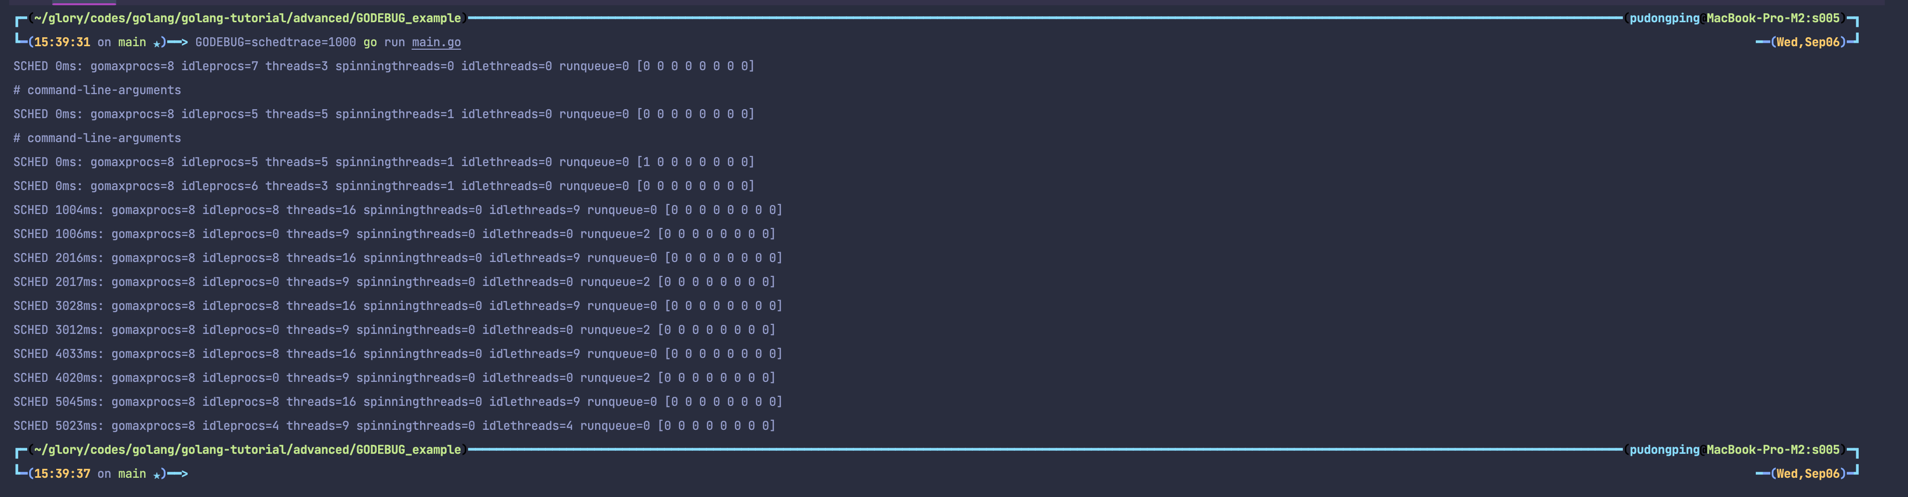 (~/glory/codes/golang/golang-tutorial/advanced/GODEBUG_example) (pudongping@MacBook-Pro-M2:s005)
(15:39:31 on main ★)—> GODEBUG=schedtrace=1000 go run main.go —(Wed,Sep06)
SCHED 0ms: gomaxprocs=8 idleprocs=7 threads=3 spinningthreads=0 idlethreads=0 runqueue=0 [0 0 0 0 0 0 0 0]
# command-line-arguments
SCHED 0ms: gomaxprocs=8 idleprocs=5 threads=5 spinningthreads=1 idlethreads=0 runqueue=0 [0 0 0 0 0 0 0 0]
# command-line-arguments
SCHED 0ms: gomaxprocs=8 idleprocs=5 threads=5 spinningthreads=1 idlethreads=0 runqueue=0 [1 0 0 0 0 0 0 0]
SCHED 0ms: gomaxprocs=8 idleprocs=6 threads=3 spinningthreads=1 idlethreads=0 runqueue=0 [0 0 0 0 0 0 0 0]
SCHED 1004ms: gomaxprocs=8 idleprocs=8 threads=16 spinningthreads=0 idlethreads=9 runqueue=0 [0 0 0 0 0 0 0 0]
SCHED 1006ms: gomaxprocs=8 idleprocs=0 threads=9 spinningthreads=0 idlethreads=0 runqueue=2 [0 0 0 0 0 0 0 0]
SCHED 2016ms: gomaxprocs=8 idleprocs=8 threads=16 spinningthreads=0 idlethreads=9 runqueue=0 [0 0 0 0 0 0 0 0]
SCHED 2017ms: gomaxprocs=8 idleprocs=0 threads=9 spinningthreads=0 idlethreads=0 runqueue=2 [0 0 0 0 0 0 0 0]
SCHED 3028ms: gomaxprocs=8 idleprocs=8 threads=16 spinningthreads=0 idlethreads=9 runqueue=0 [0 0 0 0 0 0 0 0]
SCHED 3012ms: gomaxprocs=8 idleprocs=0 threads=9 spinningthreads=0 idlethreads=0 runqueue=2 [0 0 0 0 0 0 0 0]
SCHED 4033ms: gomaxprocs=8 idleprocs=8 threads=16 spinningthreads=0 idlethreads=9 runqueue=0 [0 0 0 0 0 0 0 0]
SCHED 4020ms: gomaxprocs=8 idleprocs=0 threads=9 spinningthreads=0 idlethreads=0 runqueue=2 [0 0 0 0 0 0 0 0]
SCHED 5045ms: gomaxprocs=8 idleprocs=8 threads=16 spinningthreads=0 idlethreads=9 runqueue=0 [0 0 0 0 0 0 0 0]
SCHED 5023ms: gomaxprocs=8 idleprocs=4 threads=9 spinningthreads=0 idlethreads=4 runqueue=0 [0 0 0 0 0 0 0 0]
(~/glory/codes/golang/golang-tutorial/advanced/GODEBUG_example) (pudongping@MacBook-Pro-M2:s005)
(15:39:37 on main ★)—> —(Wed,Sep06)